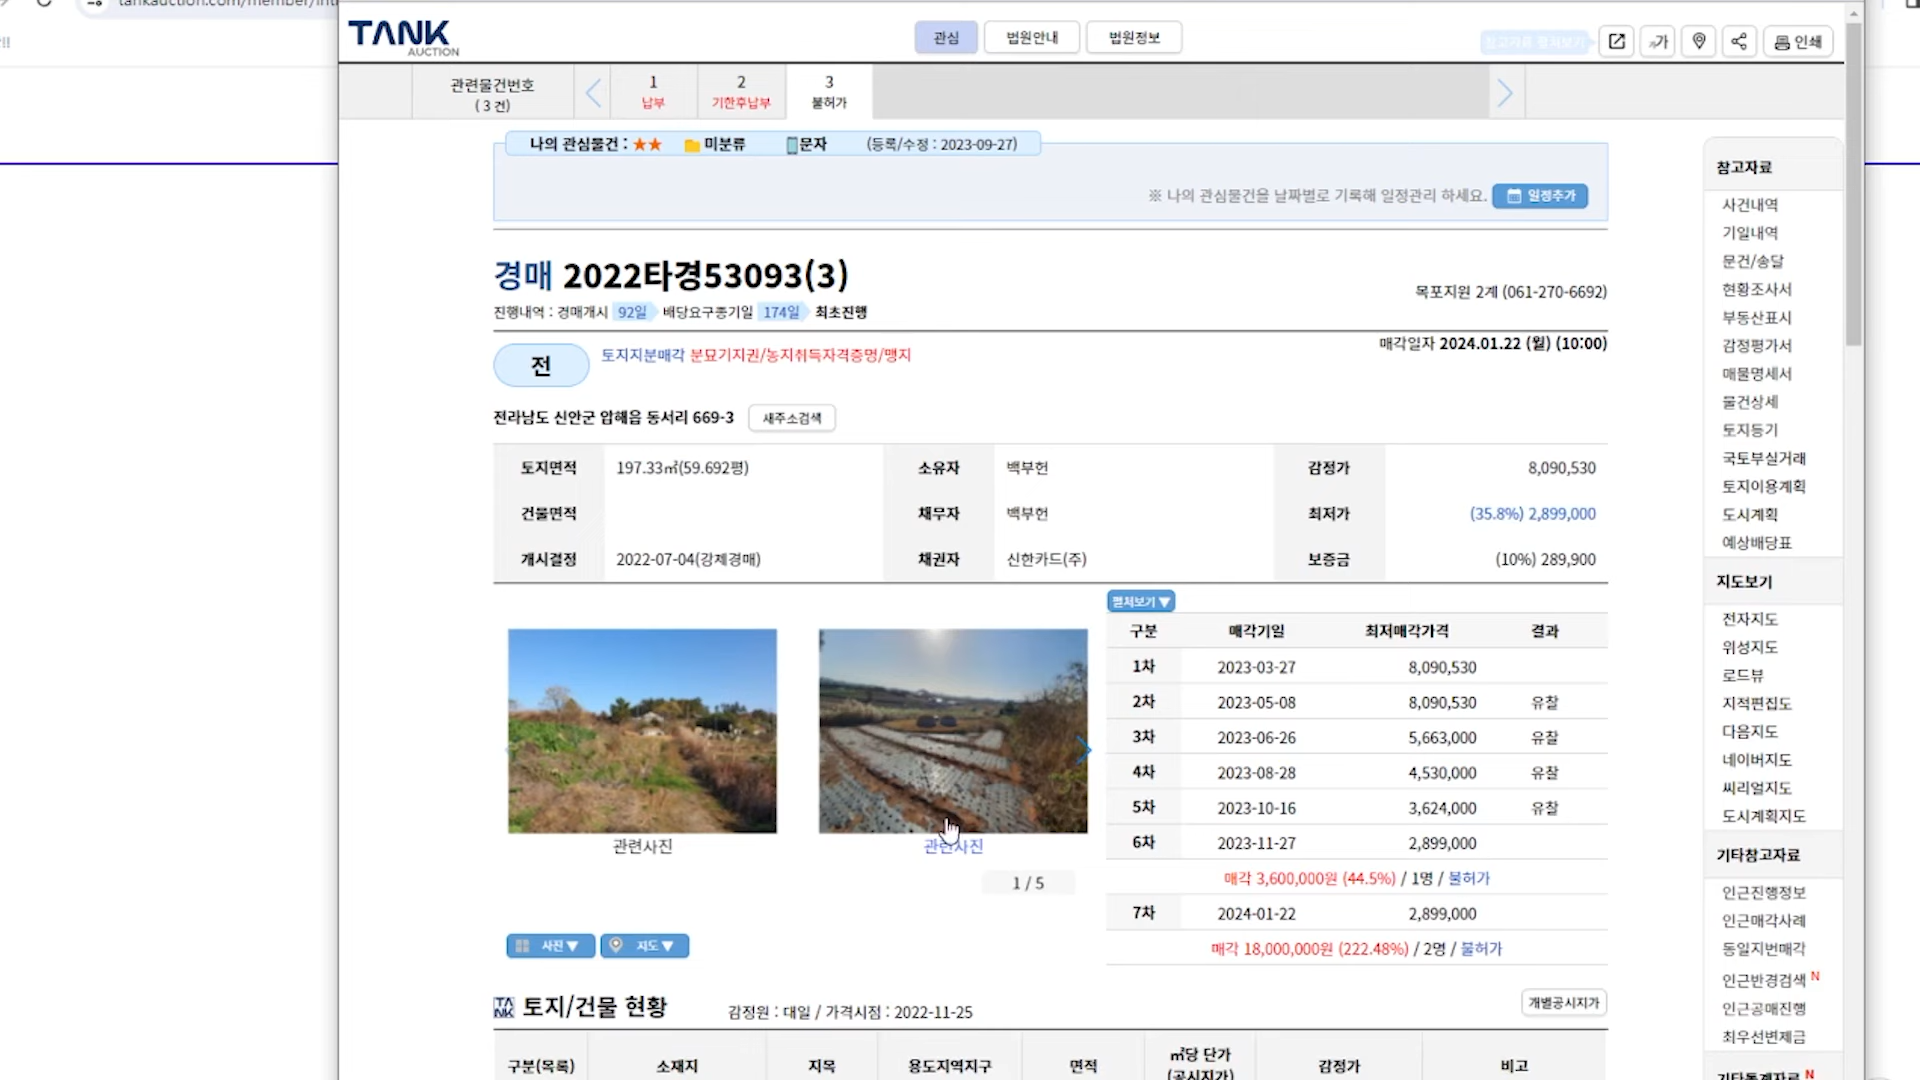 TANK
AUCTION
관심
법원안내
법원정보
가
인쇄
관련물건번호
( 3 건)
1
납부
2
기한후납부
3
불허가
나의 관심물건 : ★★ 미분류 문자 (등록/수정 : 2023-09-27)
※ 나의 관심물건을 날짜별로 기록해 일정관리 하세요. 일정추가
경매 2022타경53093(3)
목포지원 2계 (061-270-6692)
진행내역 : 경매개시 92일 배당요구종기일 174일 최초진행
매각일자 2024.01.22 (월) (10:00)
전
토지지분매각 분묘기지권/농지취득자격증명/맹지
전라남도 신안군 압해읍 동서리 669-3 새주소검색
토지면적 197.33㎡(59.692평) 소유자 백부헌 감정가 8,090,530
건물면적 채무자 백부헌 최저가 (35.8%) 2,899,000
개시결정 2022-07-04(강제경매) 채권자 신한카드(주) 보증금 (10%) 289,900
펼쳐보기▼
구분 매각기일 최저매각가격 결과
1차 2023-03-27 8,090,530
2차 2023-05-08 8,090,530 유찰
3차 2023-06-26 5,663,000 유찰
4차 2023-08-28 4,530,000 유찰
5차 2023-10-16 3,624,000 유찰
6차 2023-11-27 2,899,000
매각 3,600,000원 (44.5%) / 1명 / 불허가
7차 2024-01-22 2,899,000
매각 18,000,000원 (222.48%) / 2명 / 불허가
관련사진
관련사진
1 / 5
사진▼
지도▼
TANK 토지/건물 현황 감정원 : 대일 / 가격시점 : 2022-11-25
개별공시지가
구분(목록) 소재지 지목 용도지역지구 면적 ㎡당 단가 감정가 비고
(공시지가)
참고자료
사건내역
기일내역
문건/송달
현황조사서
부동산표시
감정평가서
매물명세서
물건상세
토지등기
국토부실거래
토지이용계획
도시계획
예상배당표
지도보기
전자지도
위성지도
로드뷰
지적편집도
다음지도
네이버지도
씨리얼지도
도시계획지도
기타참고자료
인근진행정보
인근매각사례
동일지번매각
인근반경검색 N
인근공매진행
최우선변제금
기타통계자료 N